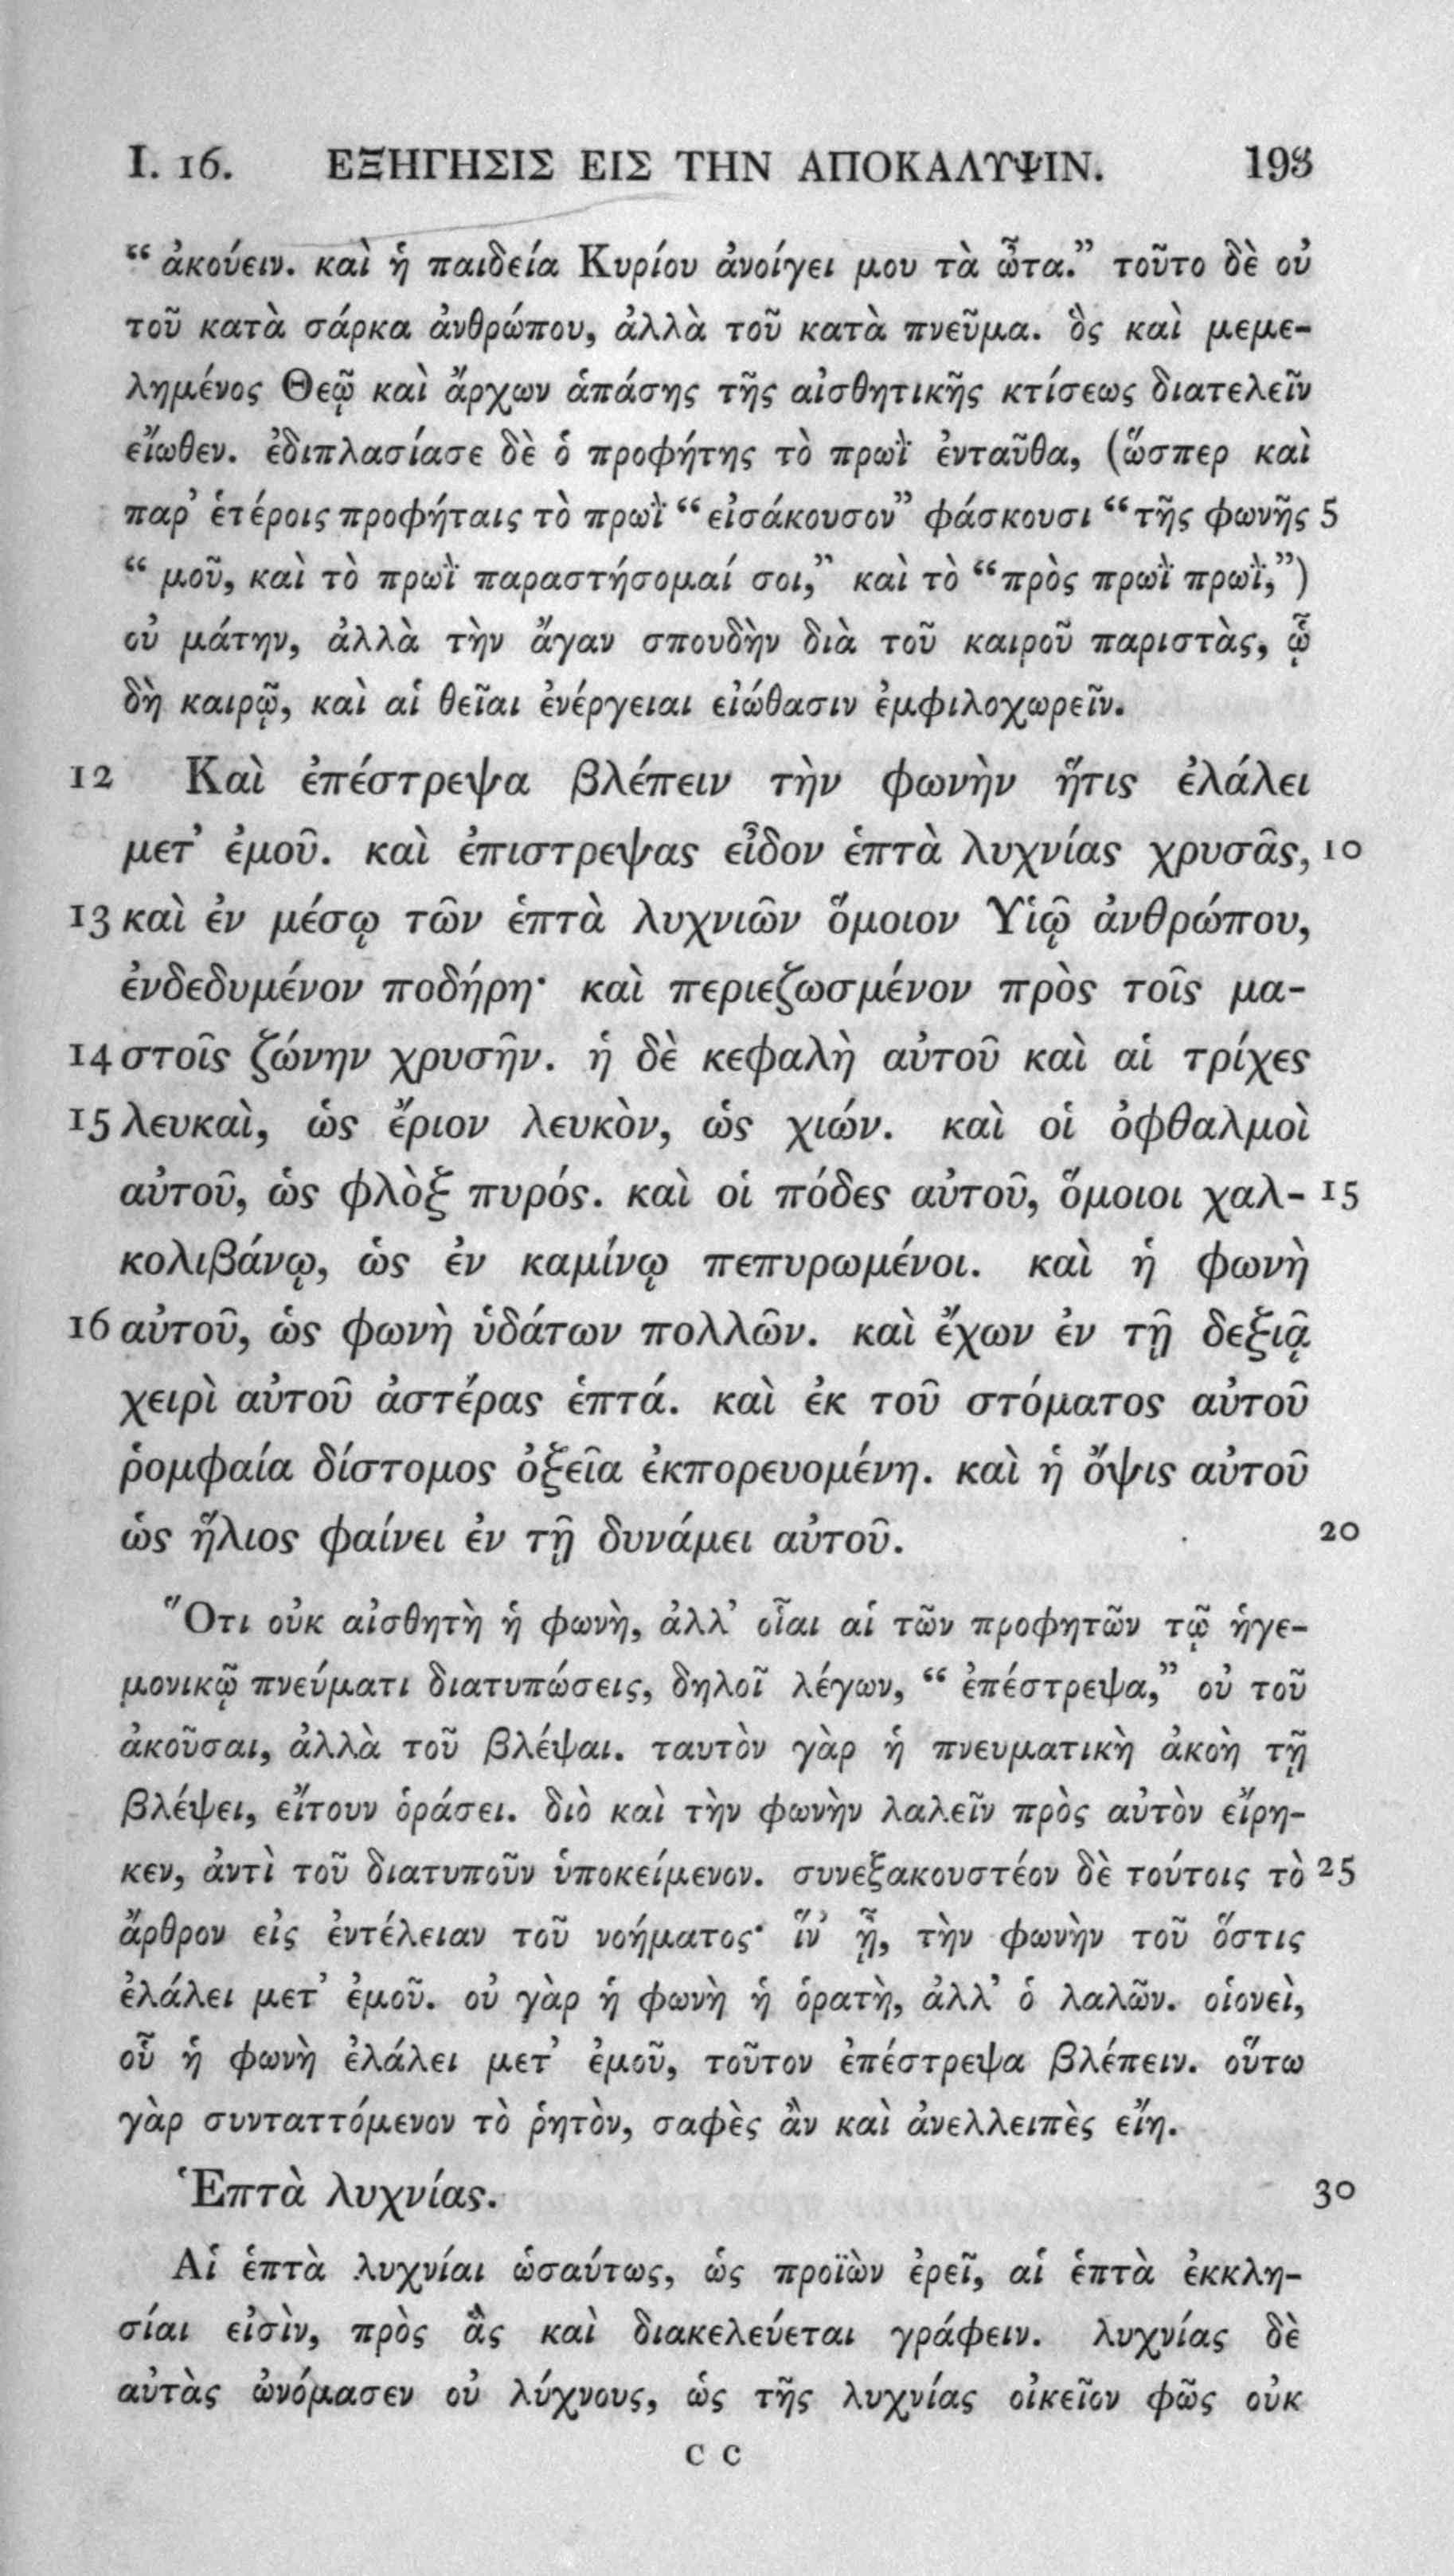 I. 16. ΕΞΗΓΗΣΙΣ ΕΙΣ ΤΗΝ ΑΠΟΚΑΛΥΨΙΝ. 193
“ ἀκούειν. καὶ ἡ παιδεία Κυρίου ἀνοίγει μου τὰ ὦτα.” τοῦτο δὲ οὐ
τοῦ κατὰ σάρκα ἀνθρώπου, ἀλλὰ τοῦ κατὰ πνεῦμα. ὃς καὶ μεμε-
λημένος Θεῷ καὶ ἄρχων ἁπάσης τῆς αἰσθητικῆς κτίσεως διατελεῖν
εἴωθεν. ἐδιπλασίασε δὲ ὁ προφήτης τὸ πρωῒ ἐνταῦθα, (ὥσπερ καὶ
παρ’ ἑτέροις προφήταις τὸ πρωῒ “ εἰσάκουσον” φάσκουσι “ τῆς φωνῆς 5
“ μοῦ, καὶ τὸ πρωῒ παραστήσομαί σοι,” καὶ τὸ “ πρὸς πρωῒ πρωῒ,”)
οὐ μάτην, ἀλλὰ τὴν ἄγαν σπουδὴν διὰ τοῦ καιροῦ παριστὰς, ᾧ
δὴ καιρῷ, καὶ αἱ θεῖαι ἐνέργειαι εἰώθασιν ἐμφιλοχωρεῖν.
12 Καὶ ἐπέστρεψα βλέπειν τὴν φωνὴν ἥτις ἐλάλει
μετ’ ἐμοῦ. καὶ ἐπιστρεψας εἶδον ἑπτὰ λυχνίας χρυσᾶς, 10
13 καὶ ἐν μέσῳ τῶν ἑπτὰ λυχνιῶν ὅμοιον Υἱῷ ἀνθρώπου,
ἐνδεδυμένον ποδήρη· καὶ περιεζωσμένον πρὸς τοῖς μα-
14 στοῖς ζώνην χρυσῆν. ἡ δὲ κεφαλὴ αὐτοῦ καὶ αἱ τρίχες
15 λευκαὶ, ὡς ἔριον λευκὸν, ὡς χιών. καὶ οἱ ὀφθαλμοὶ
αὐτοῦ, ὡς φλὸξ πυρός. καὶ οἱ πόδες αὐτοῦ, ὅμοιοι χαλ- 15
κολιβάνῳ, ὡς ἐν καμίνῳ πεπυρωμένοι. καὶ ἡ φωνὴ
16 αὐτοῦ, ὡς φωνὴ ὑδάτων πολλῶν. καὶ ἔχων ἐν τῇ δεξιᾷ
χειρὶ αὐτοῦ ἀστέρας ἑπτά. καὶ ἐκ τοῦ στόματος αὐτοῦ
ῥομφαία δίστομος ὀξεῖα ἐκπορευομένη. καὶ ἡ ὄψις αὐτοῦ
ὡς ἥλιος φαίνει ἐν τῇ δυνάμει αὐτοῦ. 20
Ὅτι οὐκ αἰσθητὴ ἡ φωνὴ, ἀλλ’ οἷαι αἱ τῶν προφητῶν τῷ ἡγε-
μονικῷ πνεύματι διατυπώσεις, δηλοῖ λέγων, “ ἐπέστρεψα,” οὐ τοῦ
ἀκοῦσαι, ἀλλὰ τοῦ βλέψαι. ταυτὸν γὰρ ἡ πνευματικὴ ἀκοὴ τῇ
βλέψει, εἴτουν ὁράσει. διὸ καὶ τὴν φωνὴν λαλεῖν πρὸς αὐτὸν εἴρη-
κεν, ἀντὶ τοῦ διατυποῦν ὑποκείμενον. συνεξακουστέον δὲ τούτοις τὸ 25
ἄρθρον εἰς ἐντέλειαν τοῦ νοήματος· ἵν’ ᾖ, τὴν φωνὴν τοῦ ὅστις
ἐλάλει μετ’ ἐμοῦ. οὐ γὰρ ἡ φωνὴ ἡ ὁρατὴ, ἀλλ’ ὁ λαλῶν. οἱονεὶ,
οὗ ἡ φωνὴ ἐλάλει μετ’ ἐμοῦ, τοῦτον ἐπέστρεψα βλέπειν. οὕτω
γὰρ συνταττόμενον τὸ ῥητὸν, σαφὲς ἂν καὶ ἀνελλειπὲς εἴη.
Ἑπτὰ λυχνίας. 30
Αἱ ἑπτὰ λυχνίαι ὡσαύτως, ὡς προϊὼν ἐρεῖ, αἱ ἑπτὰ ἐκκλη-
σίαι εἰσὶν, πρὸς ἃς καὶ διακελεύεται γράφειν. λυχνίας δὲ
αὐτὰς ὠνόμασεν οὐ λύχνους, ὡς τῆς λυχνίας οἰκεῖον φῶς οὐκ
C C